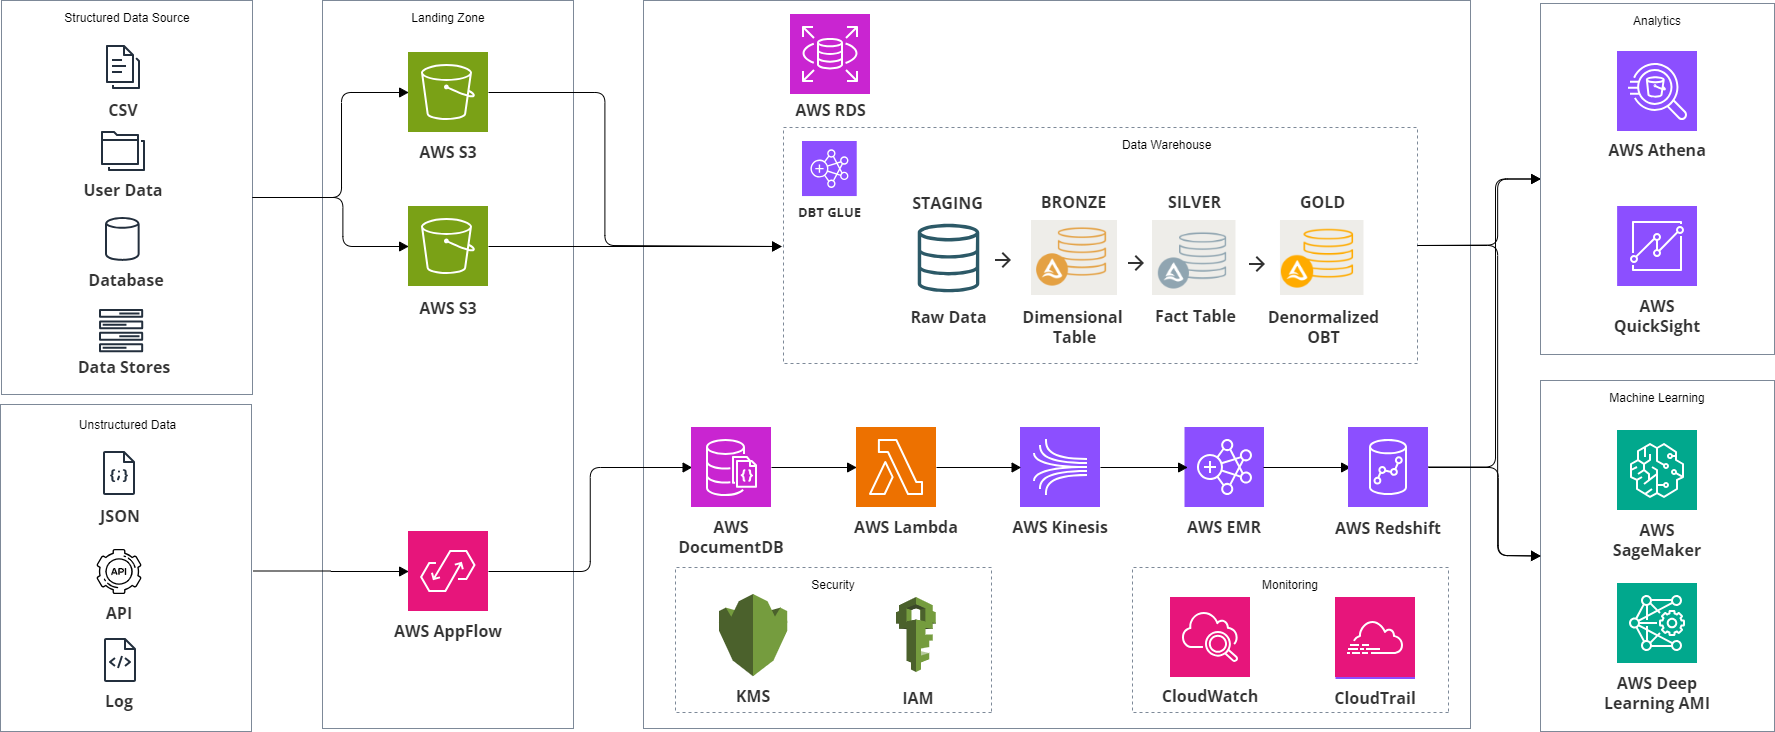 Structured Data Source
CSV
User Data
Database
Data Stores
Unstructured Data
JSON
{;}
API
API
Log
</>
Landing Zone
AWS S3
AWS S3
AWS AppFlow
AWS RDS
Data Warehouse
DBT GLUE
STAGING
Raw Data
BRONZE
Dimensional
Table
SILVER
Fact Table
GOLD
Denormalized
OBT
{}
AWS
DocumentDB
AWS Lambda
AWS Kinesis
AWS EMR
AWS Redshift
Security
KMS
IAM
Monitoring
CloudWatch
CloudTrail
Analytics
AWS Athena
AWS
QuickSight
Machine Learning
AWS
SageMaker
AWS Deep
Learning AMI